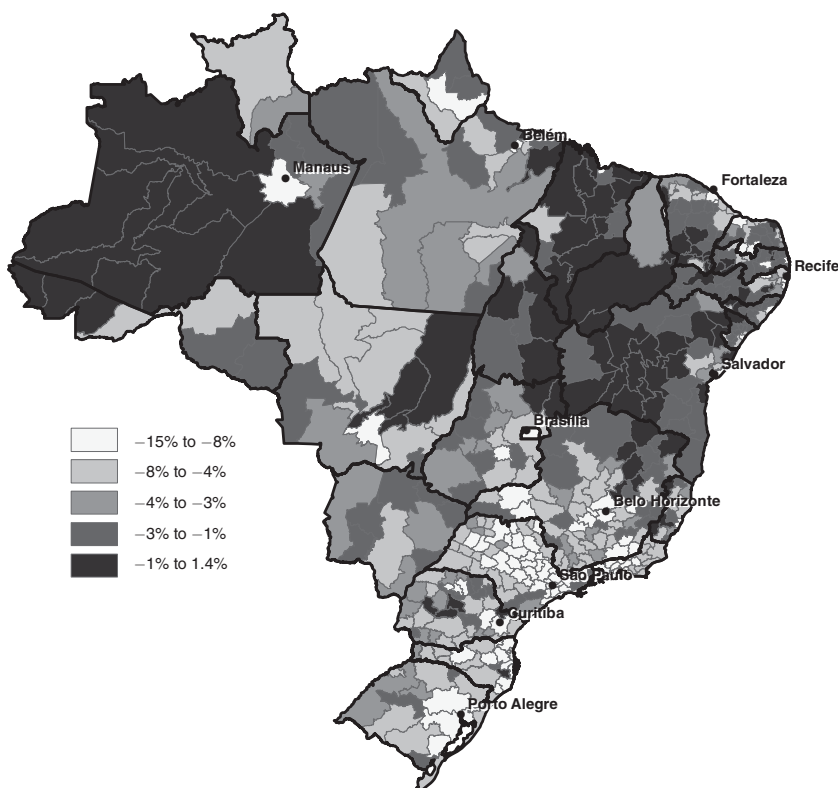 Belém
Manaus
Fortaleza
Recife
Salvador
Brasília
−15% to −8%
−8% to −4%
−4% to −3%
−3% to −1%
−1% to 1.4%
Belo Horizonte
São Paulo
Curitiba
Porto Alegre